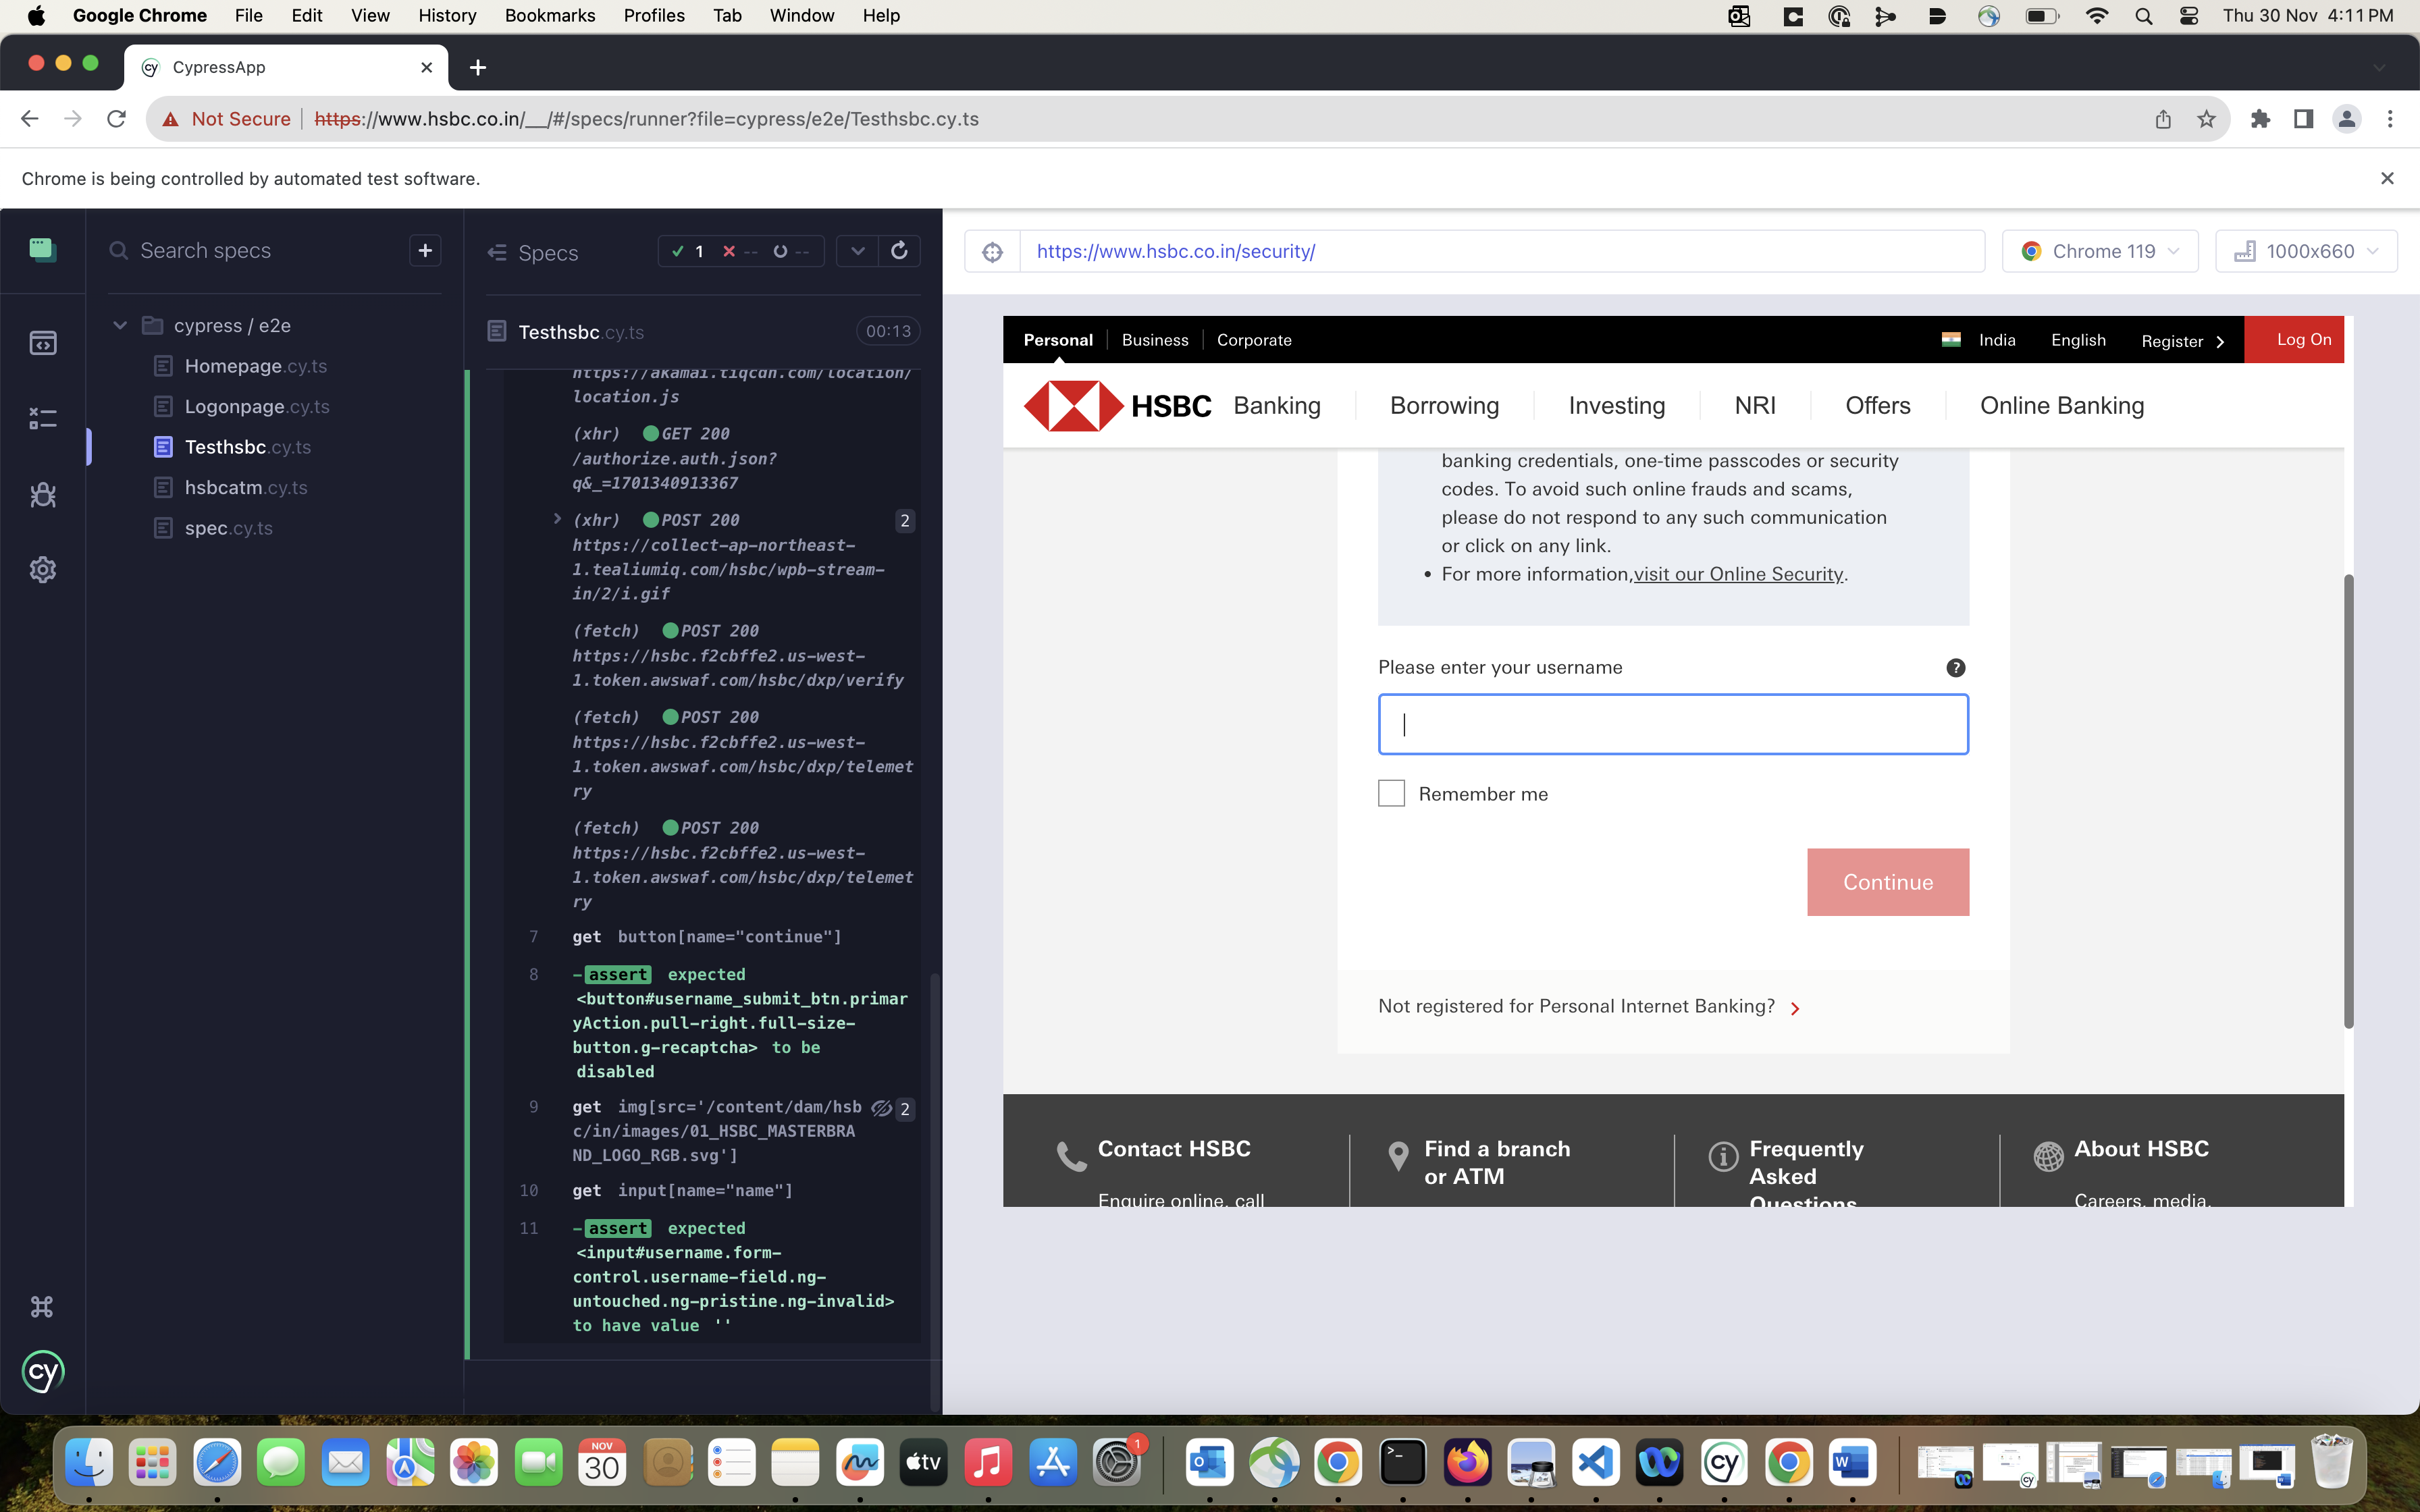 Google Chrome File Edit View History Bookmarks Profiles Tab Window Help Thu 30 Nov 4:11 PM
cy CypressApp
Not Secure https://www.hsbc.co.in/__/#/specs/runner?file=cypress/e2e/Testhsbc.cy.ts
Chrome is being controlled by automated test software.
Search specs
cypress / e2e
Homepage.cy.ts
Logonpage.cy.ts
Testhsbc.cy.ts
hsbcatm.cy.ts
spec.cy.ts
cy
Specs 1 -- --
Testhsbc.cy.ts 00:13
https://akamai.tiqcdn.com/location/
location.js
(xhr) GET 200
/authorize.auth.json?
q&_=1701340913367
(xhr) POST 200 2
https://collect-ap-northeast-
1.tealiumiq.com/hsbc/wpb-stream-
in/2/i.gif
(fetch) POST 200
https://hsbc.f2cbffe2.us-west-
1.token.awswaf.com/hsbc/dxp/verify
(fetch) POST 200
https://hsbc.f2cbffe2.us-west-
1.token.awswaf.com/hsbc/dxp/telemet
ry
(fetch) POST 200
https://hsbc.f2cbffe2.us-west-
1.token.awswaf.com/hsbc/dxp/telemet
ry
7 get button[name="continue"]
8 -assert expected
<button#username_submit_btn.primar
yAction.pull-right.full-size-
button.g-recaptcha> to be
disabled
9 get img[src='/content/dam/hsb 2
c/in/images/01_HSBC_MASTERBRA
ND_LOGO_RGB.svg']
10 get input[name="name"]
11 -assert expected
<input#username.form-
control.username-field.ng-
untouched.ng-pristine.ng-invalid>
to have value ''
https://www.hsbc.co.in/security/ Chrome 119 1000x660
Personal Business Corporate India English Register Log On
HSBC Banking Borrowing Investing NRI Offers Online Banking
banking credentials, one-time passcodes or security
codes. To avoid such online frauds and scams,
please do not respond to any such communication
or click on any link.
• For more information,visit our Online Security.
Please enter your username ?
Remember me
Continue
Not registered for Personal Internet Banking?
Contact HSBC
Enquire online, call
Find a branch
or ATM
Frequently
Asked
Questions
About HSBC
Careers, media,
NOV
30
tv
1
cy
W